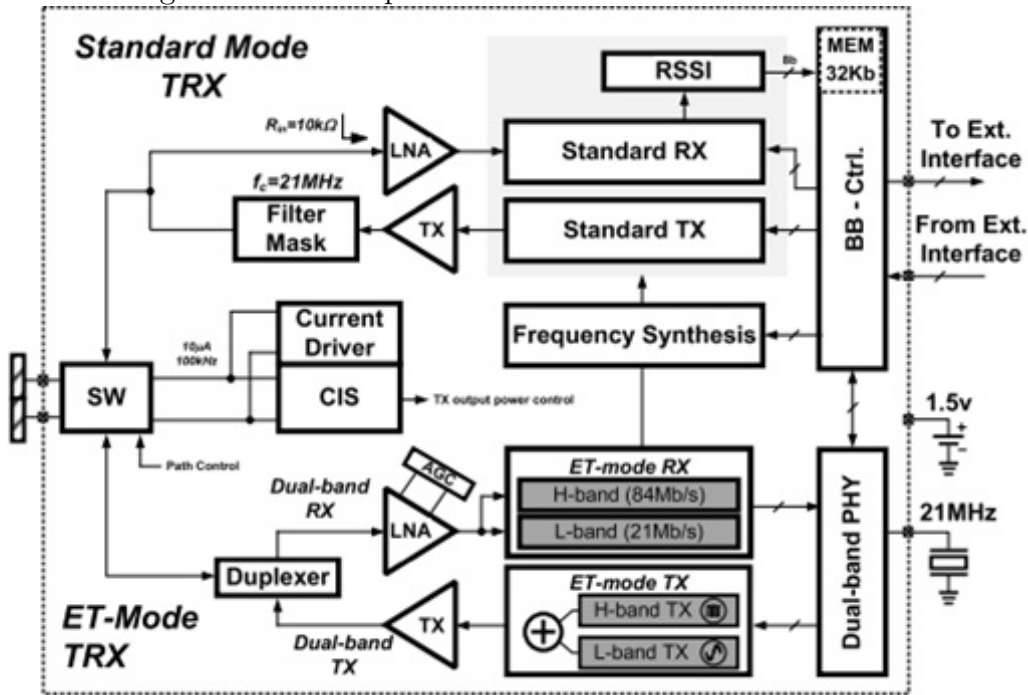 Standard Mode
TRX
Rin=10kΩ
LNA
RSSI
8b
MEM
32Kb
Standard RX
fc=21MHz
Filter
Mask
TX
Standard TX
BB - Ctrl.
To Ext.
Interface
From Ext.
Interface
Current
Driver
10μA
100kHz
CIS
SW
TX output power control
Frequency Synthesis
Path Control
1.5v
+
−
Dual-band
RX
AGC
LNA
ET-mode RX
H-band (84Mb/s)
L-band (21Mb/s)
Dual-band PHY
21MHz
Duplexer
ET-Mode
TRX
Dual-band
TX
TX
ET-mode TX
H-band TX
L-band TX